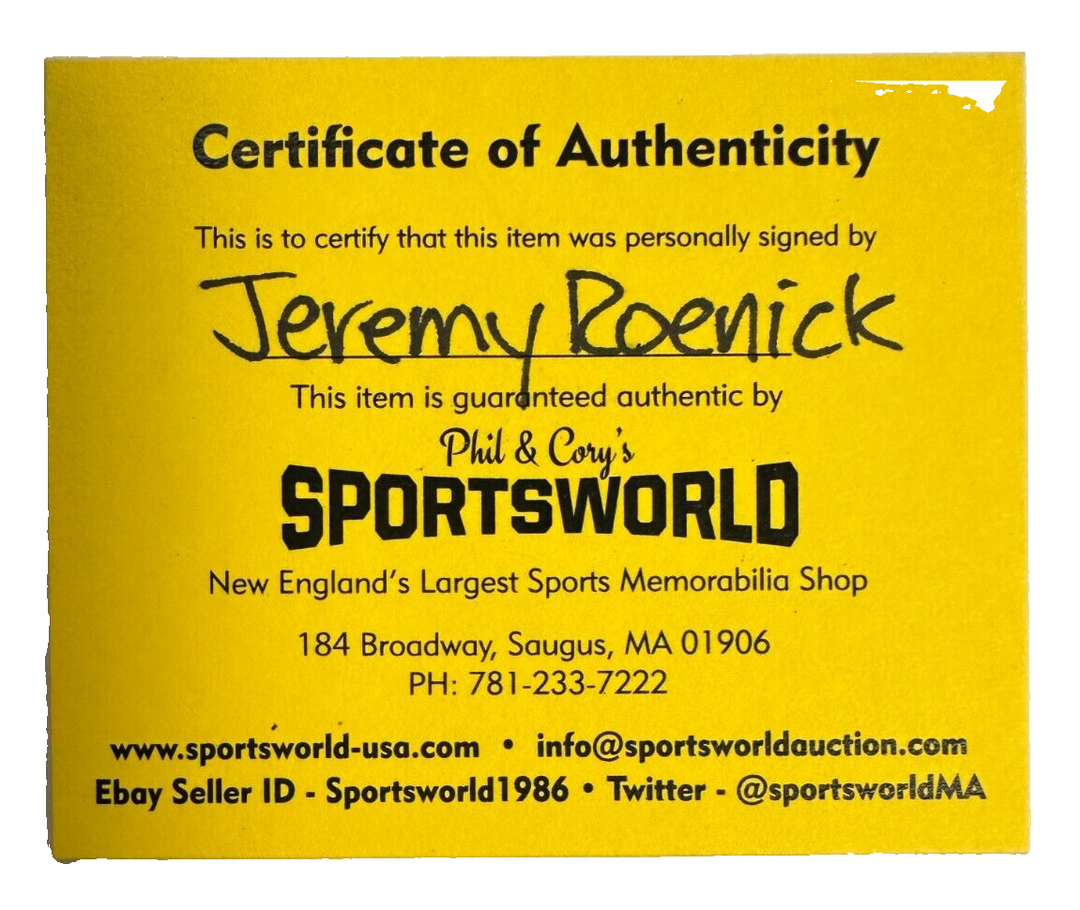 Certificate of Authenticity
This is to certify that this item was personally signed by
Jeremy Roenick
This item is guaranteed authentic by
Phil & Cory's
SPORTSWORLD
New England's Largest Sports Memorabilia Shop
184 Broadway, Saugus, MA 01906
PH: 781-233-7222
www.sportsworld-usa.com • info@sportsworldauction.com
Ebay Seller ID - Sportsworld1986 • Twitter - @sportsworldMA